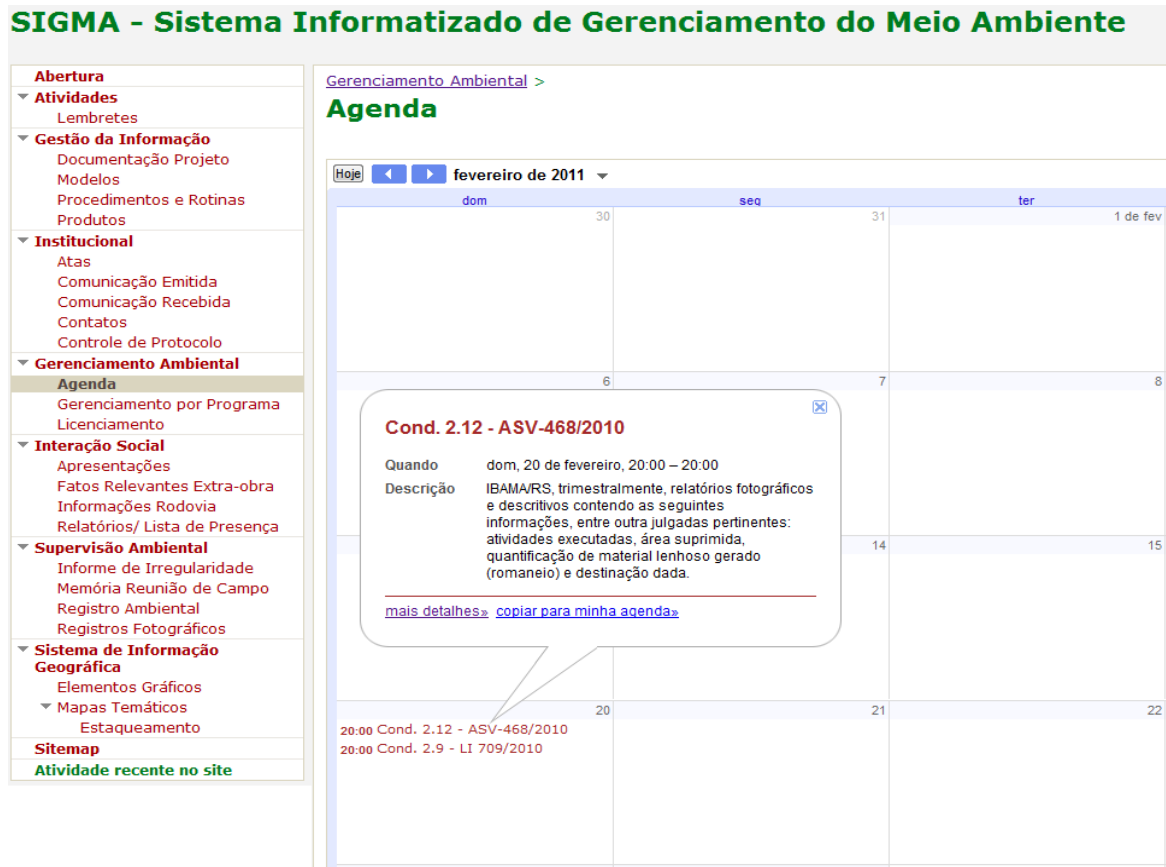 SIGMA - Sistema Informatizado de Gerenciamento do Meio Ambiente
Abertura
Atividades
Lembretes
Gestão da Informação
Documentação Projeto
Modelos
Procedimentos e Rotinas
Produtos
Institucional
Atas
Comunicação Emitida
Comunicação Recebida
Contatos
Controle de Protocolo
Gerenciamento Ambiental
Agenda
Gerenciamento por Programa
Licenciamento
Interação Social
Apresentações
Fatos Relevantes Extra-obra
Informações Rodovia
Relatórios/ Lista de Presença
Supervisão Ambiental
Informe de Irregularidade
Memória Reunião de Campo
Registro Ambiental
Registros Fotográficos
Sistema de Informação
Geográfica
Elementos Gráficos
Mapas Temáticos
Estaqueamento
Sitemap
Atividade recente no site
Gerenciamento Ambiental >
Agenda
Hoje fevereiro de 2011
dom seg ter
30 31 1 de fev
6 7 8
Cond. 2.12 - ASV-468/2010
Quando dom, 20 de fevereiro, 20:00 – 20:00
Descrição IBAMA/RS, trimestralmente, relatórios fotográficos
e descritivos contendo as seguintes
informações, entre outra julgadas pertinentes:
atividades executadas, área suprimida,
quantificação de material lenhoso gerado
(romaneio) e destinação dada.
mais detalhes» copiar para minha agenda»
14 15
20 21 22
20:00 Cond. 2.12 - ASV-468/2010
20:00 Cond. 2.9 - LI 709/2010